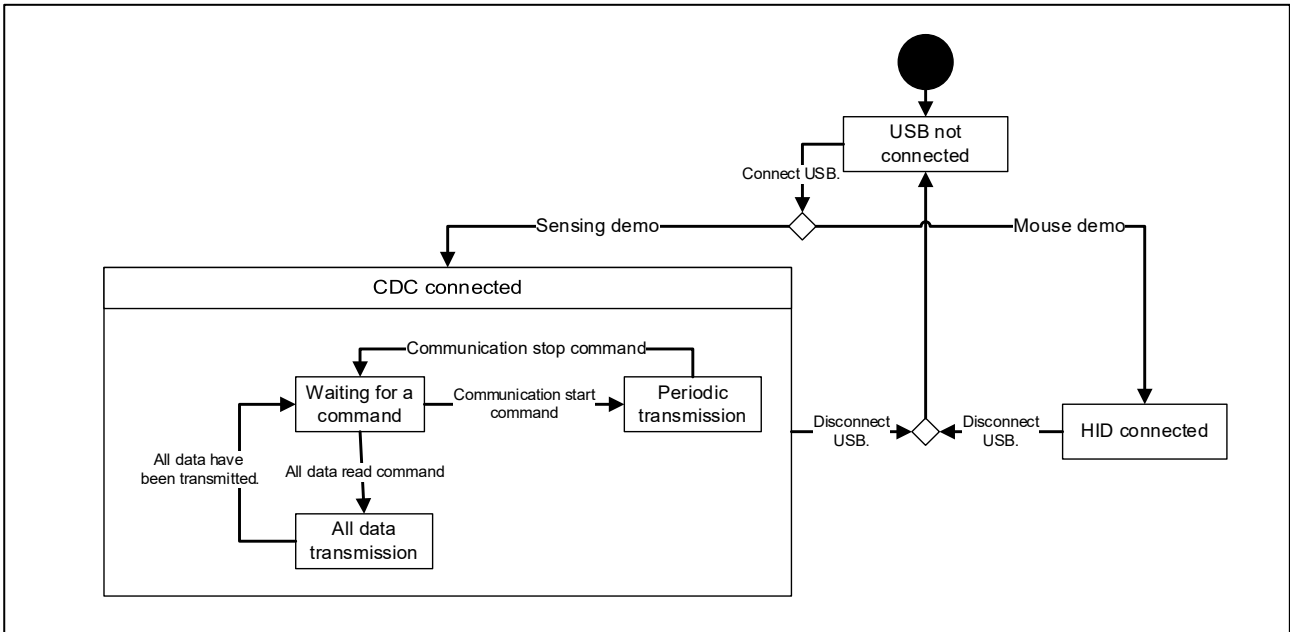 USB not
connected
Connect USB.
Sensing demo
Mouse demo
CDC connected
Communication stop command
Waiting for a
command
Communication start
command
Periodic
transmission
Disconnect
USB.
Disconnect
USB.
HID connected
All data have
been transmitted.
All data read command
All data
transmission